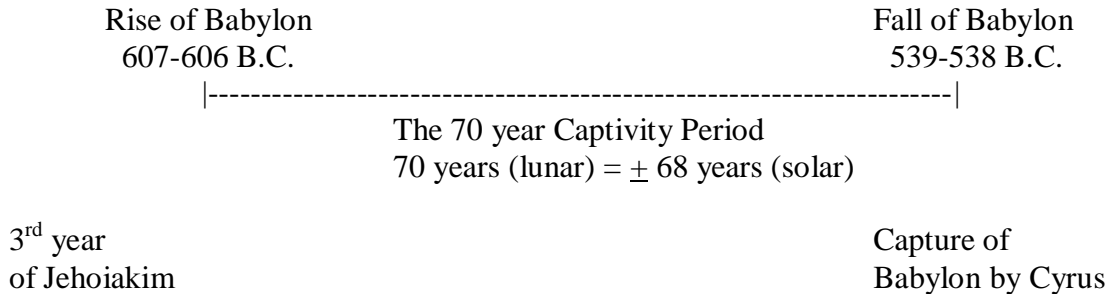 Rise of Babylon Fall of Babylon
607-606 B.C. 539-538 B.C.
|-----------------------------------------------------------------------|
The 70 year Captivity Period
70 years (lunar) = ± 68 years (solar)
3rd year Capture of
of Jehoiakim Babylon by Cyrus